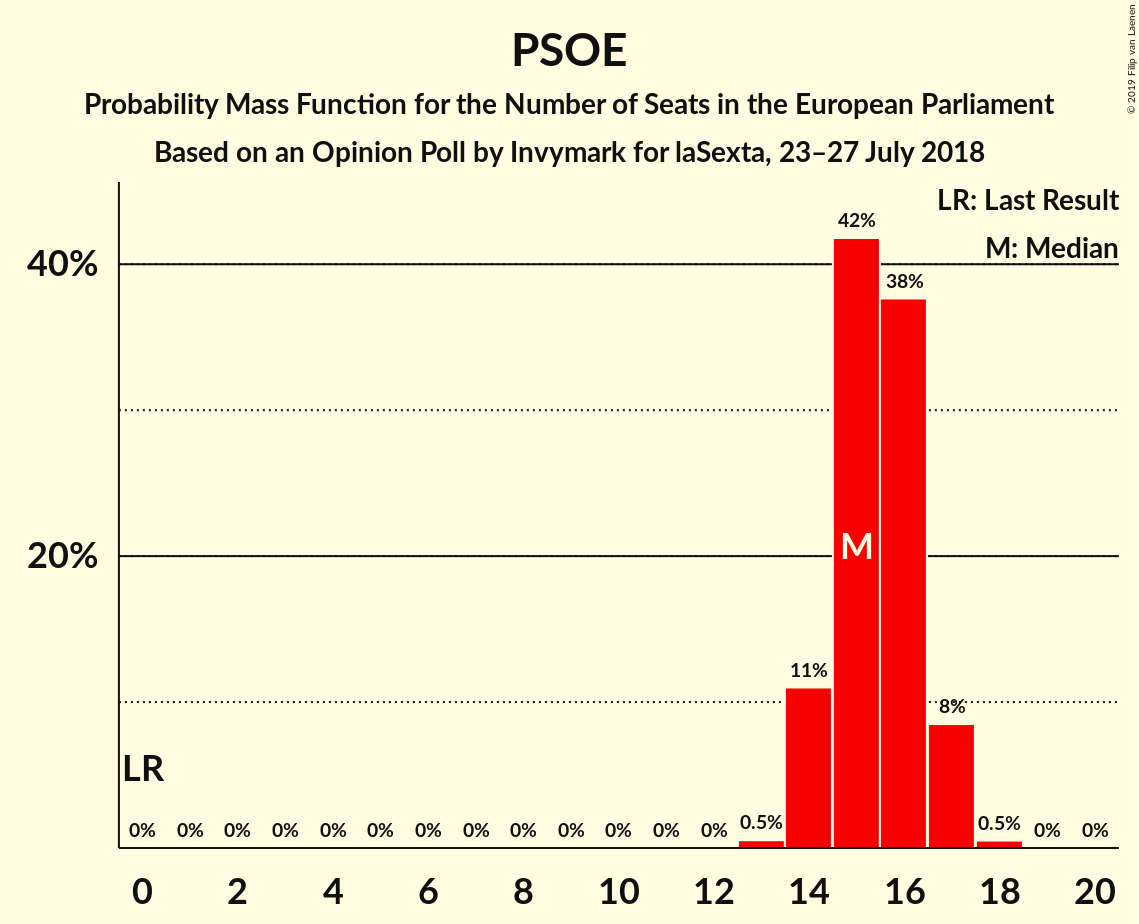 PSOE
Probability Mass Function for the Number of Seats in the European Parliament
Based on an Opinion Poll by Invymark for laSexta, 23–27 July 2018
© 2019 Filip van Laenen
LR: Last Result
M: Median
40%
20%
42%
38%
M
11%
8%
LR
0% 0% 0% 0% 0% 0% 0% 0% 0% 0% 0% 0% 0% 0.5% 0.5% 0% 0%
0 2 4 6 8 10 12 14 16 18 20